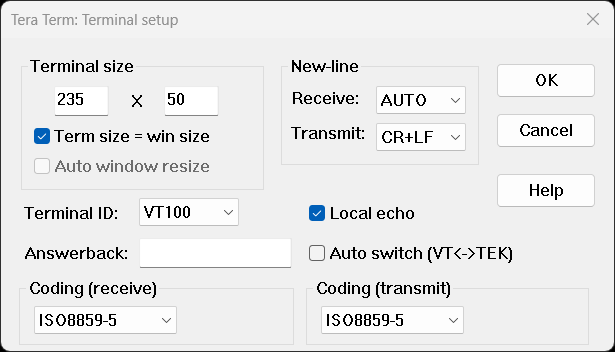 Tera Term: Terminal setup
Terminal size
235 X 50
Term size = win size
Auto window resize
New-line
Receive: AUTO
Transmit: CR+LF
OK
Cancel
Help
Terminal ID: VT100
Local echo
Answerback:
Auto switch (VT<->TEK)
Coding (receive)
ISO8859-5
Coding (transmit)
ISO8859-5